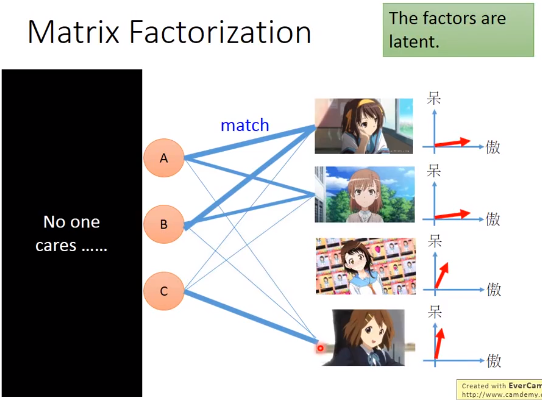 Matrix Factorization
The factors are
latent.
match
No one
cares ……
A
B
C
呆
傲
呆
傲
呆
傲
呆
傲
Created with EverCam
http://www.camdemy.